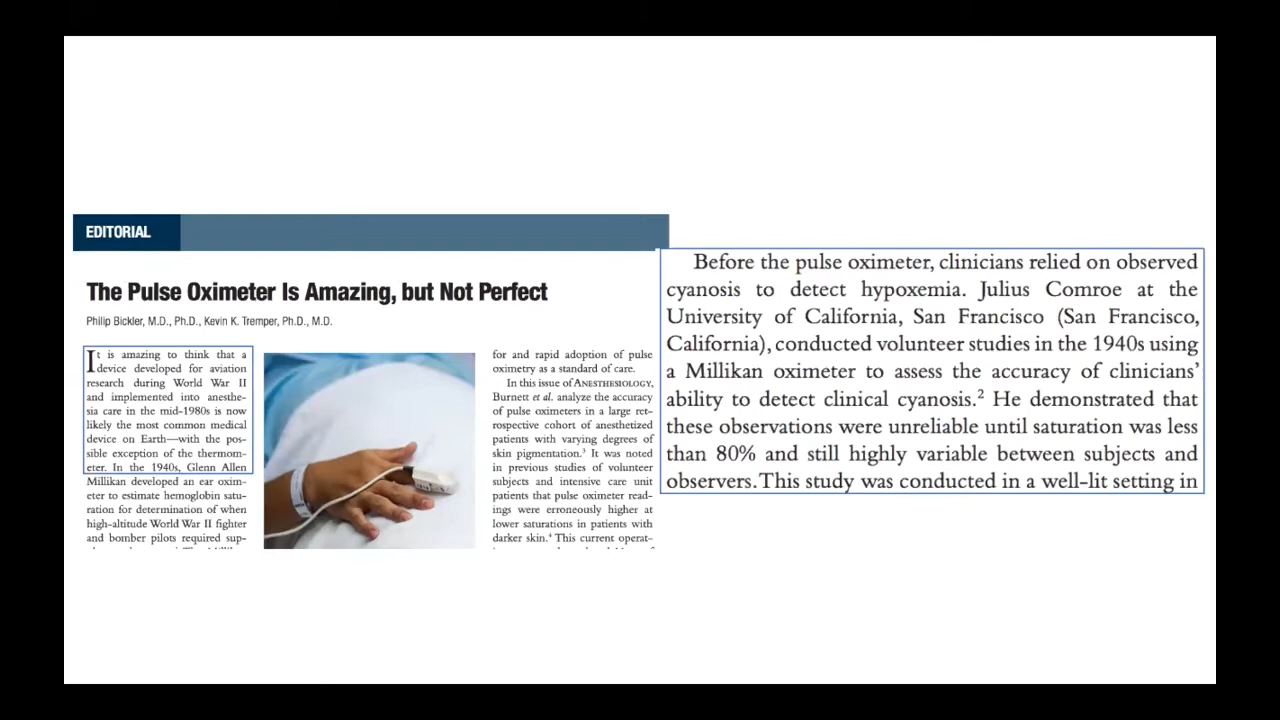 EDITORIAL
The Pulse Oximeter Is Amazing, but Not Perfect
Philip Bickler, M.D., Ph.D., Kevin K. Tremper, Ph.D., M.D.
It is amazing to think that a
device developed for aviation
research during World War II
and implemented into anesthe-
sia care in the mid-1980s is now
likely the most common medical
device on Earth—with the pos-
sible exception of the thermom-
eter. In the 1940s, Glenn Allen
Millikan developed an ear oxim-
eter to estimate hemoglobin satu-
ration for determination of when
high-altitude World War II fighter
and bomber pilots required sup-
for and rapid adoption of pulse
oximetry as a standard of care.
In this issue of ANESTHESIOLOGY,
Burnett et al. analyze the accuracy
of pulse oximeters in a large ret-
rospective cohort of anesthetized
patients with varying degrees of
skin pigmentation.³ It was noted
in previous studies of volunteer
subjects and intensive care unit
patients that pulse oximeter read-
ings were erroneously higher at
lower saturations in patients with
darker skin.⁴ This current operat-
Before the pulse oximeter, clinicians relied on observed
cyanosis to detect hypoxemia. Julius Comroe at the
University of California, San Francisco (San Francisco,
California), conducted volunteer studies in the 1940s using
a Millikan oximeter to assess the accuracy of clinicians’
ability to detect clinical cyanosis.² He demonstrated that
these observations were unreliable until saturation was less
than 80% and still highly variable between subjects and
observers. This study was conducted in a well-lit setting in